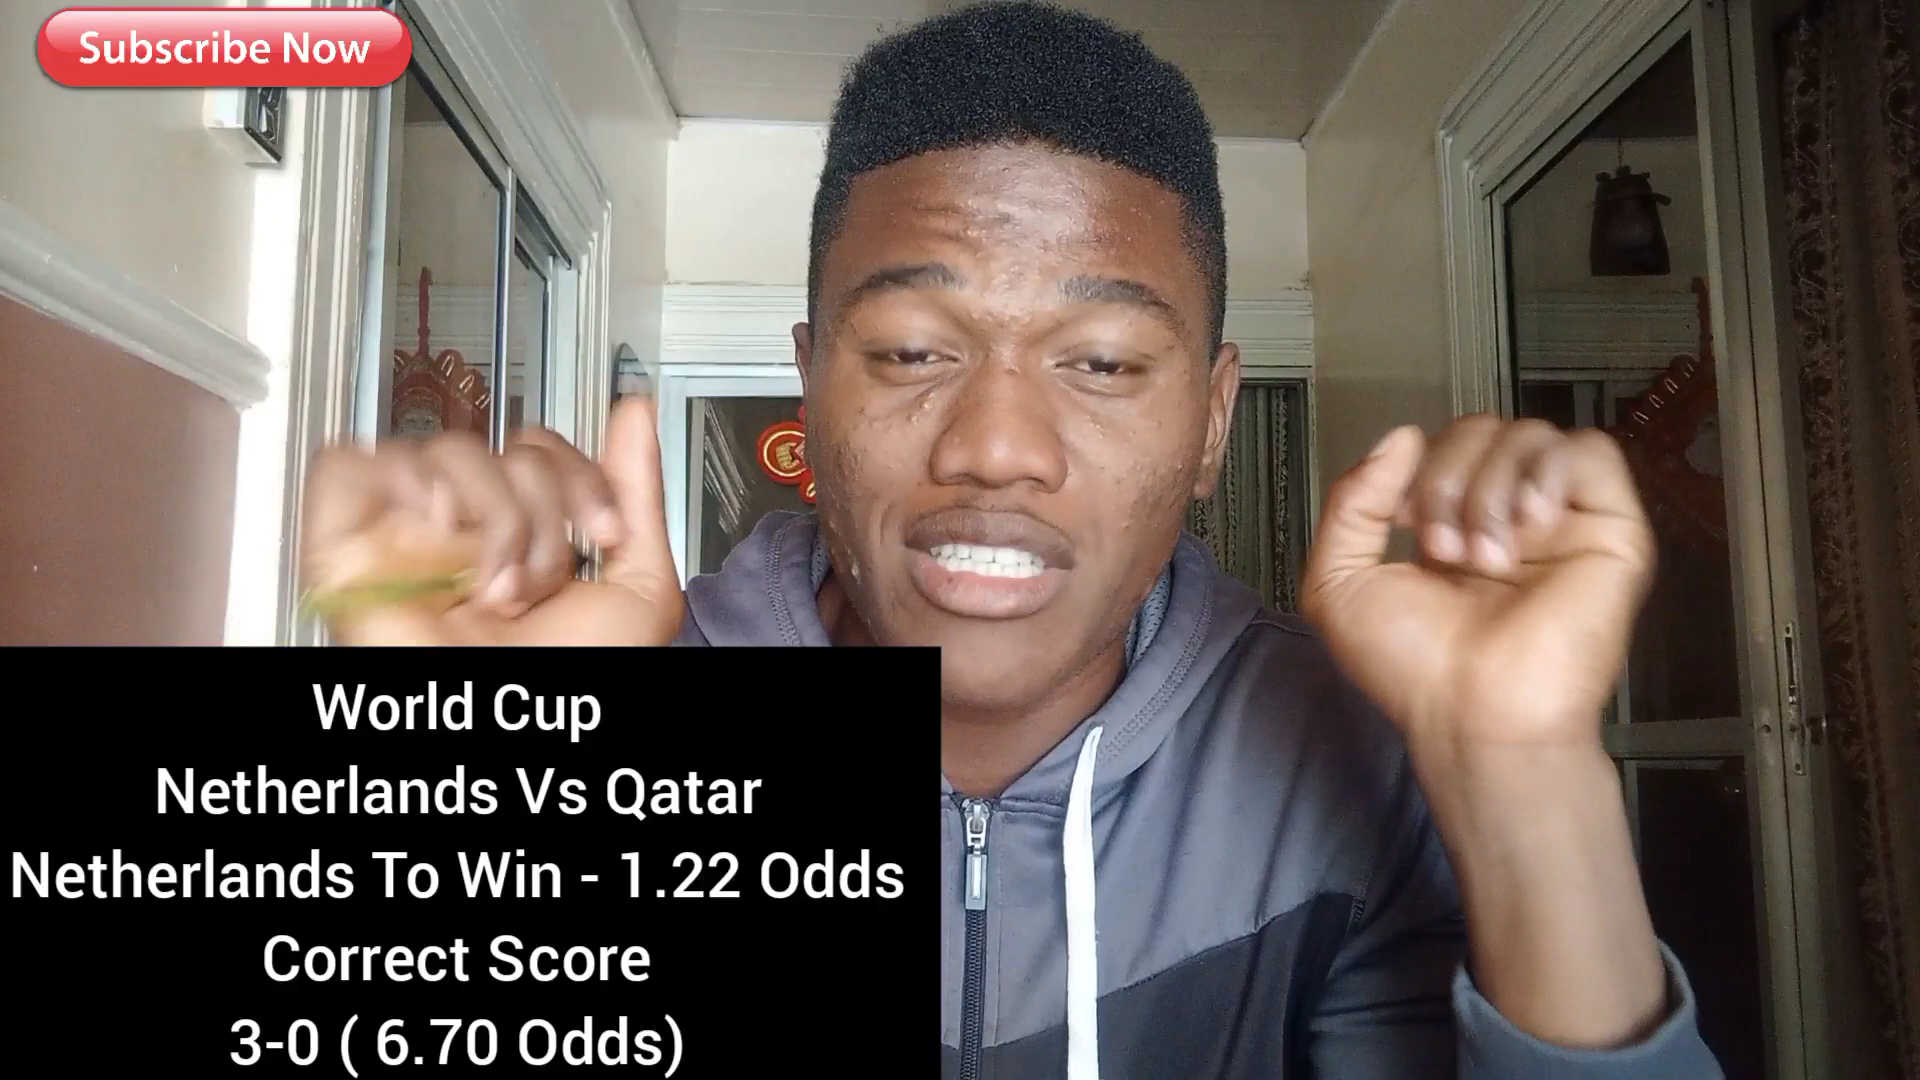 Subscribe Now
World Cup
Netherlands Vs Qatar
Netherlands To Win - 1.22 Odds
Correct Score
3-0 ( 6.70 Odds)